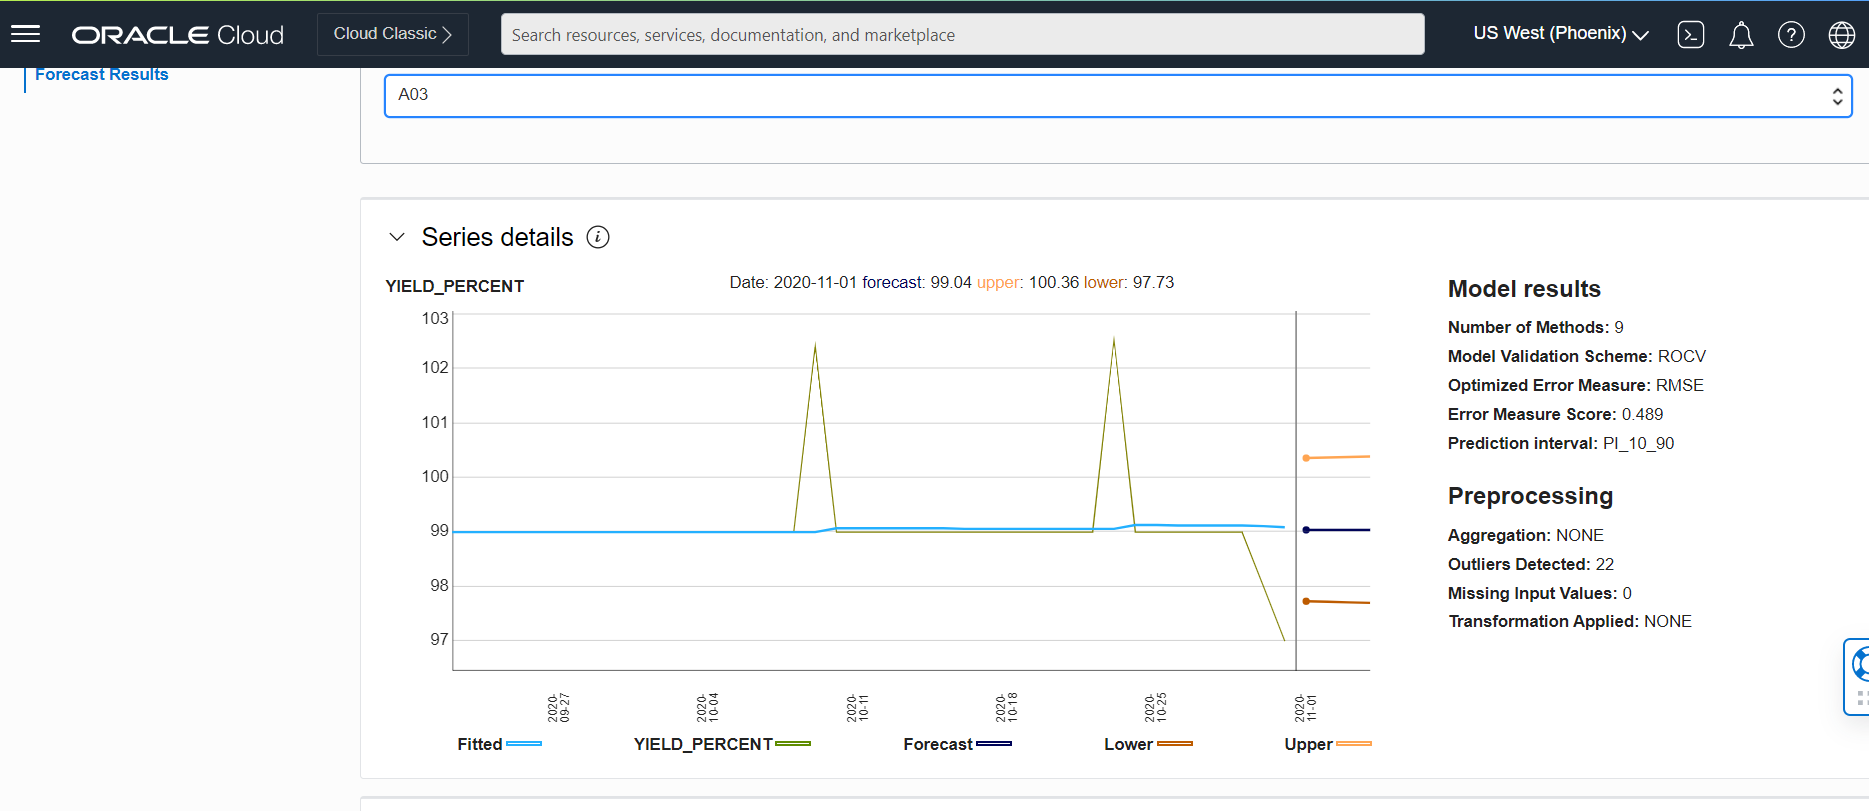 ORACLE Cloud
Cloud Classic
Search resources, services, documentation, and marketplace
US West (Phoenix)
Forecast Results
A03
Series details
YIELD_PERCENT
Date: 2020-11-01 forecast: 99.04 upper: 100.36 lower: 97.73
103
102
101
100
99
98
97
2020-
09-27
2020-
10-04
2020-
10-11
2020-
10-18
2020-
10-25
2020-
11-01
Fitted
YIELD_PERCENT
Forecast
Lower
Upper
Model results
Number of Methods: 9
Model Validation Scheme: ROCV
Optimized Error Measure: RMSE
Error Measure Score: 0.489
Prediction interval: PI_10_90
Preprocessing
Aggregation: NONE
Outliers Detected: 22
Missing Input Values: 0
Transformation Applied: NONE